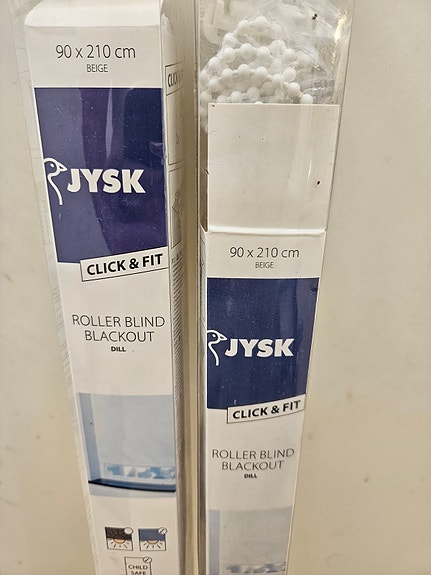 90 x 210 cm
BEIGE
JYSK
CLICK & FIT
ROLLER BLIND
BLACKOUT
DILL
CHILD
SAFE
90 x 210 cm
BEIGE
JYSK
CLICK & FIT
ROLLER BLIND
BLACKOUT
DILL